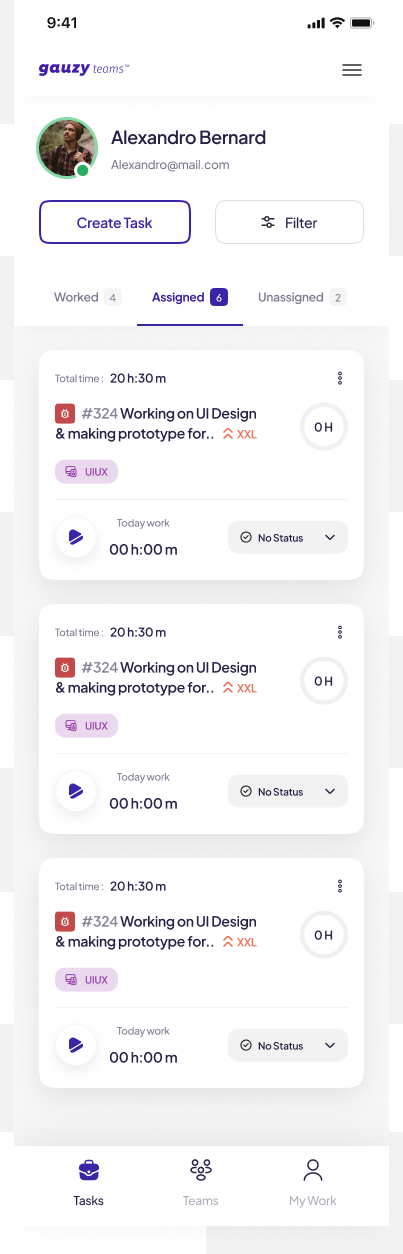 9:41
gauzy teams™
Alexandro Bernard
Alexandro@mail.com
Create Task
Filter
Worked 4
Assigned 6
Unassigned 2
Total time : 20 h:30 m
#324 Working on UI Design
& making prototype for.. XXL
0 H
UIUX
Today work
00 h:00 m
No Status
Total time : 20 h:30 m
#324 Working on UI Design
& making prototype for.. XXL
0 H
UIUX
Today work
00 h:00 m
No Status
Total time : 20 h:30 m
#324 Working on UI Design
& making prototype for.. XXL
0 H
UIUX
Today work
00 h:00 m
No Status
Tasks
Teams
My Work